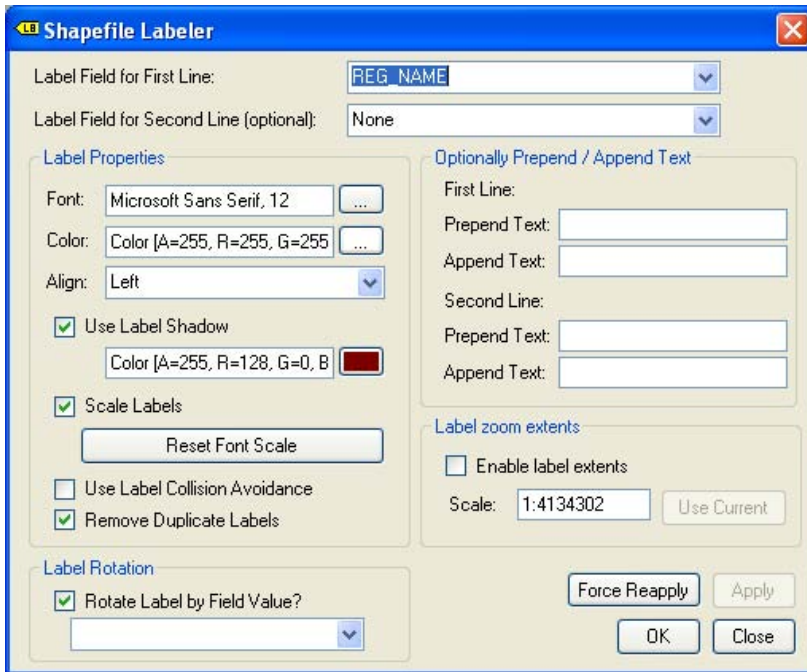 LB Shapefile Labeler
Label Field for First Line: REG_NAME
Label Field for Second Line (optional): None
Label Properties
Font: Microsoft Sans Serif, 12 ...
Color: Color [A=255, R=255, G=255 ...
Align: Left
Use Label Shadow
Color [A=255, R=128, G=0, B
Scale Labels
Reset Font Scale
Use Label Collision Avoidance
Remove Duplicate Labels
Label Rotation
Rotate Label by Field Value?
Optionally Prepend / Append Text
First Line:
Prepend Text:
Append Text:
Second Line:
Prepend Text:
Append Text:
Label zoom extents
Enable label extents
Scale: 1:4134302 Use Current
Force Reapply Apply
OK Close